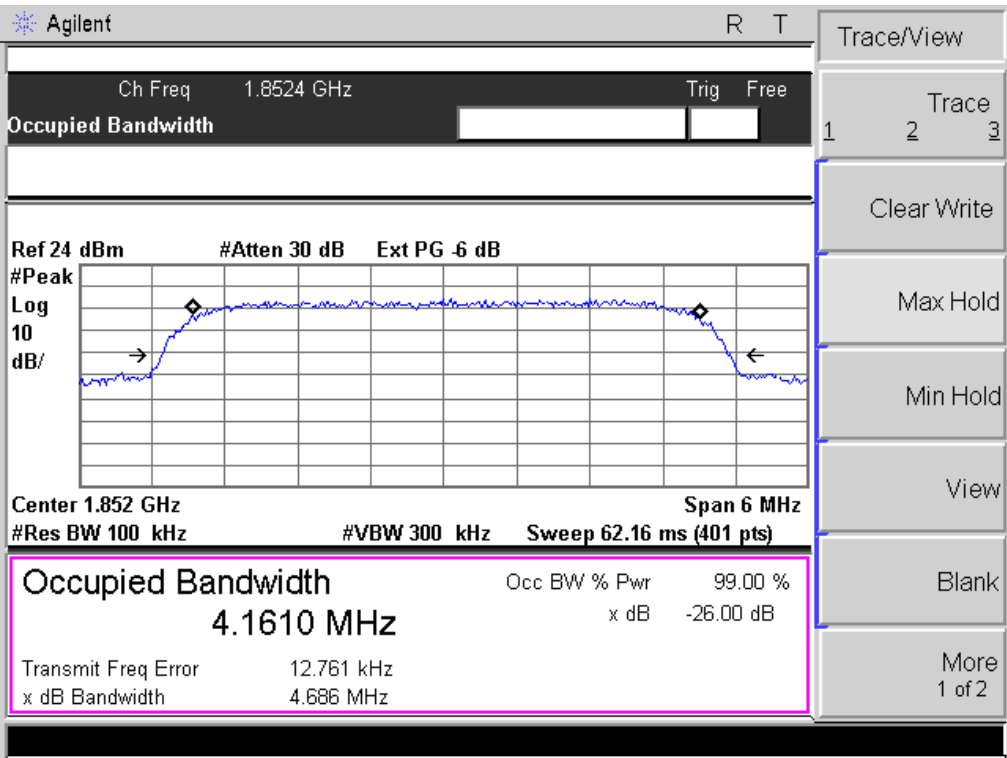 Agilent R T
Trace/View
Ch Freq 1.8524 GHz Trig Free
Occupied Bandwidth
Trace
1 2 3
Clear Write
Max Hold
Min Hold
View
Blank
More
1 of 2
Ref 24 dBm #Atten 30 dB Ext PG -6 dB
#Peak
Log
10
dB/
Center 1.852 GHz Span 6 MHz
#Res BW 100 kHz #VBW 300 kHz Sweep 62.16 ms (401 pts)
Occupied Bandwidth
4.1610 MHz
Occ BW % Pwr 99.00 %
x dB -26.00 dB
Transmit Freq Error 12.761 kHz
x dB Bandwidth 4.686 MHz